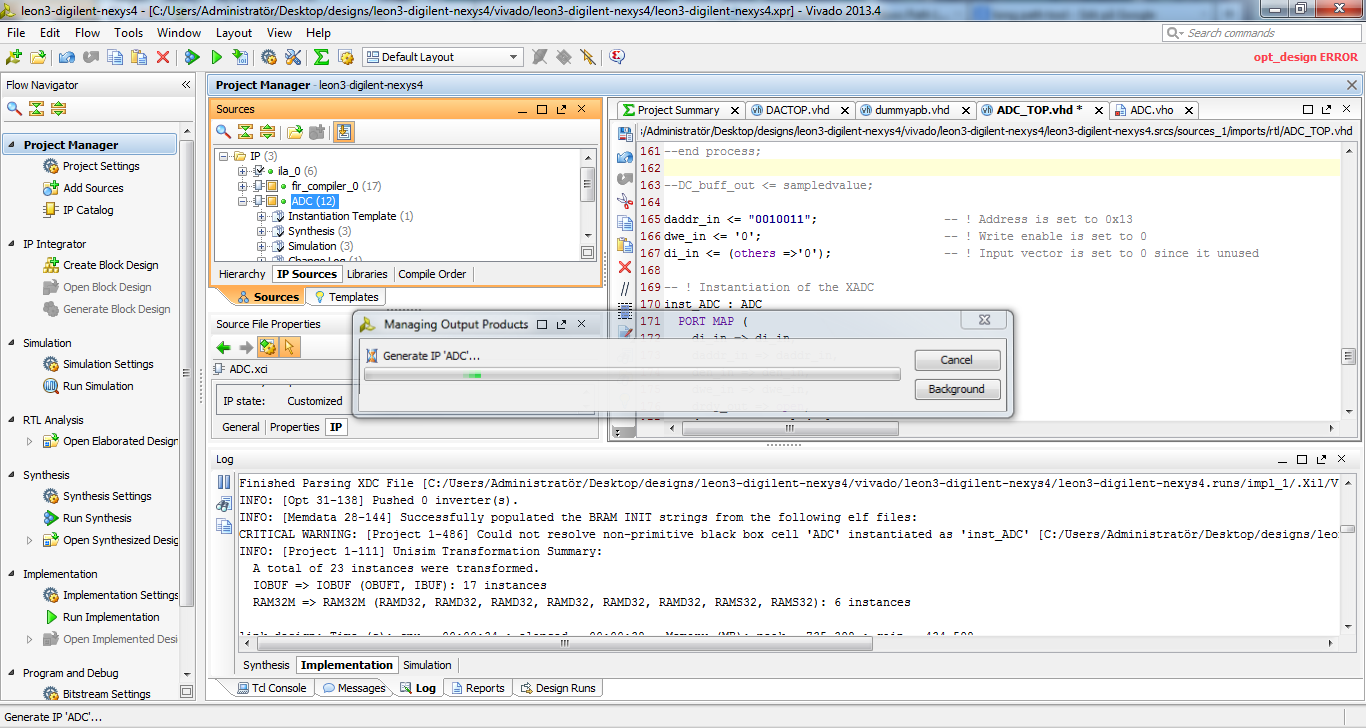 leon3-digilent-nexys4 - [C:/Users/Administratör/Desktop/designs/leon3-digilent-nexys4/vivado/leon3-digilent-nexys4/leon3-digilent-nexys4.xpr] - Vivado 2013.4
File Edit Flow Tools Window Layout View Help
Search commands
Default Layout
opt_design ERROR
Flow Navigator
Project Manager
Project Settings
Add Sources
IP Catalog
IP Integrator
Create Block Design
Open Block Design
Generate Block Design
Simulation
Simulation Settings
Run Simulation
RTL Analysis
Open Elaborated Design
Synthesis
Synthesis Settings
Run Synthesis
Open Synthesized Desig
Implementation
Implementation Settings
Run Implementation
Open Implemented Desi
Program and Debug
Bitstream Settings
Project Manager - leon3-digilent-nexys4
Sources
IP (3)
ila_0 (6)
fir_compiler_0 (17)
ADC (12)
Instantiation Template (1)
Synthesis (3)
Simulation (3)
Change Log (1)
Hierarchy IP Sources Libraries Compile Order
Sources Templates
Source File Properties
ADC.xci
IP state: Customized
General Properties IP
Project Summary DACTOP.vhd dummyapb.vhd ADC_TOP.vhd * ADC.vho
:/Administratör/Desktop/designs/leon3-digilent-nexys4/vivado/leon3-digilent-nexys4/leon3-digilent-nexys4.srcs/sources_1/imports/rtl/ADC_TOP.vhd
161 --end process;
162
163 --DC_buff_out <= sampledvalue;
164
165 daddr_in <= "0010011"; -- ! Address is set to 0x13
166 dwe_in <= '0'; -- ! Write enable is set to 0
167 di_in <= (others =>'0'); -- ! Input vector is set to 0 since it unused
168
169 -- ! Instantiation of the XADC
170 inst_ADC : ADC
171 PORT MAP (
di_in => di_in
Managing Output Products
Generate IP 'ADC'...
Cancel
Background
Log
Finished Parsing XDC File [C:/Users/Administratör/Desktop/designs/leon3-digilent-nexys4/vivado/leon3-digilent-nexys4/leon3-digilent-nexys4.runs/impl_1/.Xil/V
INFO: [Opt 31-138] Pushed 0 inverter(s).
INFO: [Memdata 28-144] Successfully populated the BRAM INIT strings from the following elf files:
CRITICAL WARNING: [Project 1-486] Could not resolve non-primitive black box cell 'ADC' instantiated as 'inst_ADC' [C:/Users/Administratör/Desktop/designs/leo
INFO: [Project 1-111] Unisim Transformation Summary:
A total of 23 instances were transformed.
IOBUF => IOBUF (OBUFT, IBUF): 17 instances
RAM32M => RAM32M (RAMD32, RAMD32, RAMD32, RAMD32, RAMD32, RAMD32, RAMS32, RAMS32): 6 instances
Synthesis Implementation Simulation
Tcl Console Messages Log Reports Design Runs
Generate IP 'ADC'...